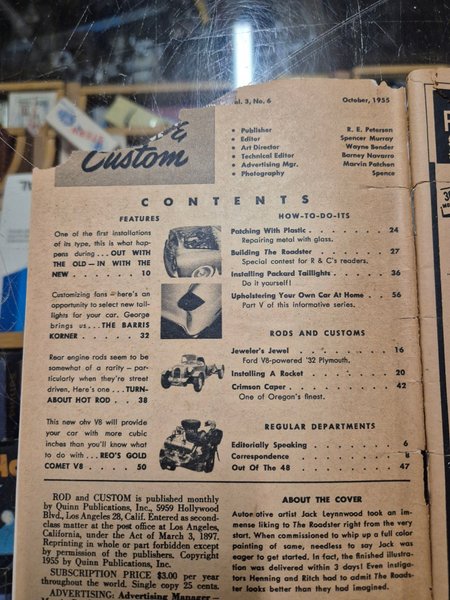 ol. 3, No. 6
October, 1955
& Custom
• Publisher R. E. Petersen
• Editor Spencer Murray
• Art Director Wayne Bender
• Technical Editor Barney Navarro
• Advertising Mgr. Marvin Patchen
• Photography Spence
CONTENTS
FEATURES
One of the first installations
of its type, this is what hap-
pens during . . . OUT WITH
THE OLD—IN WITH THE
NEW . . . . . . . 10
Customizing fans — here's an
opportunity to select new tail-
lights for your car. George
brings us . . . THE BARRIS
KORNER . . . . . . 32
Rear engine rods seem to be
somewhat of a rarity — par-
ticularly when they're street
driven. Here's one . . . TURN-
ABOUT HOT ROD . . 38
This new ohv V8 will provide
your car with more cubic
inches than you'll know what
to do with . . . REO'S GOLD
COMET V8 . . . . . 50
HOW-TO-DO-ITS
Patching With Plastic . . . . . . . 24
Repairing metal with glass.
Building The Roadster . . . . . . 27
Special contest for R & C's readers.
Installing Packard Taillights . . . . 36
Do it yourself!
Upholstering Your Own Car At Home . . 56
Part V of this informative series.
RODS AND CUSTOMS
Jeweler's Jewel . . . . . . . . . 16
Ford V8-powered '32 Plymouth.
Installing A Rocket . . . . . . . 20
Crimson Caper . . . . . . . . . 42
One of Oregon's finest.
REGULAR DEPARTMENTS
Editorially Speaking . . . . . . . 6
Correspondence . . . . . . . . 8
Out Of The 48 . . . . . . . . . 47
ROD and CUSTOM is published monthly
by Quinn Publications, Inc., 5959 Hollywood
Blvd., Los Angeles 28, Calif. Entered as second-
class matter at the post office at Los Angeles,
California, under the Act of March 3, 1897.
Reprinting in whole or part forbidden except
by permission of the publishers. Copyright
1955 by Quinn Publications, Inc.
SUBSCRIPTION PRICE $3.00 per year
throughout the world. Single copy 25 cents.
ADVERTISING: Advertising Manager—
ABOUT THE COVER
Automotive artist Jack Leynnwood took an im-
mense liking to The Roadster right from the very
start. When commissioned to whip up a full color
painting of same, needless to say Jack was
eager to get started. In fact, the finished illustra-
tion was delivered within 3 days! Even instiga-
tors Henning and Ritch had to admit The Roads-
ter looks better than they had imagined.